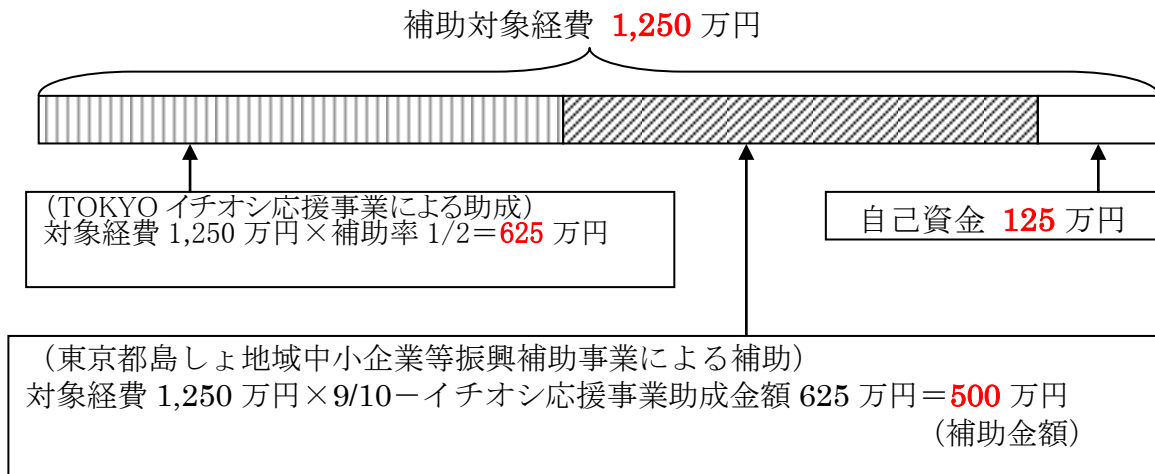 補助対象経費 1,250 万円
(TOKYO イチオシ応援事業による助成)
対象経費 1,250 万円×補助率 1/2=625 万円
自己資金 125 万円
(東京都島しょ地域中小企業等振興補助事業による補助)
対象経費 1,250 万円×9/10-イチオシ応援事業助成金額 625 万円=500 万円
(補助金額)